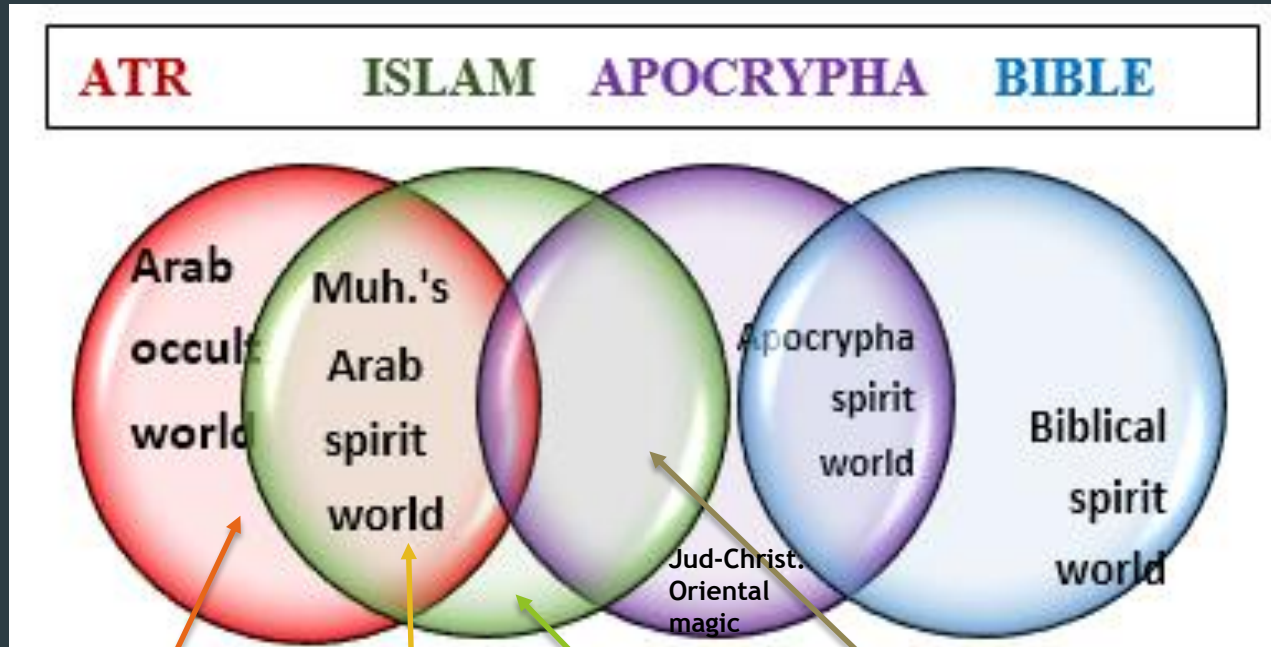 ATR ISLAM APOCRYPHA BIBLE
Arab
occult
world
Muh.'s
Arab
spirit
world
Apocrypha
spirit
world
Jud-Christ.
Oriental
magic
Biblical
spirit
world